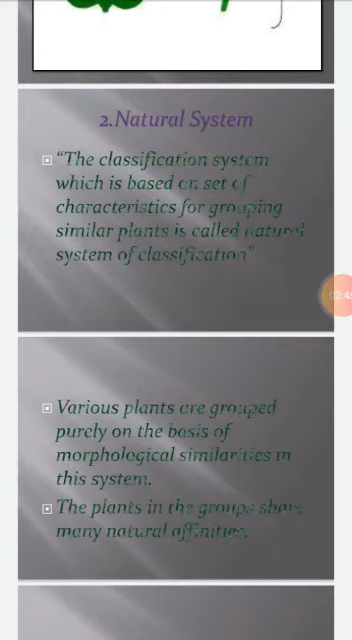 2.Natural System
“The classification system
which is based on set of
characteristics for grouping
similar plants is called natural
system of classification”
Various plants are grouped
purely on the basis of
morphological similarities in
this system.
The plants in the groups share
many natural affinities.